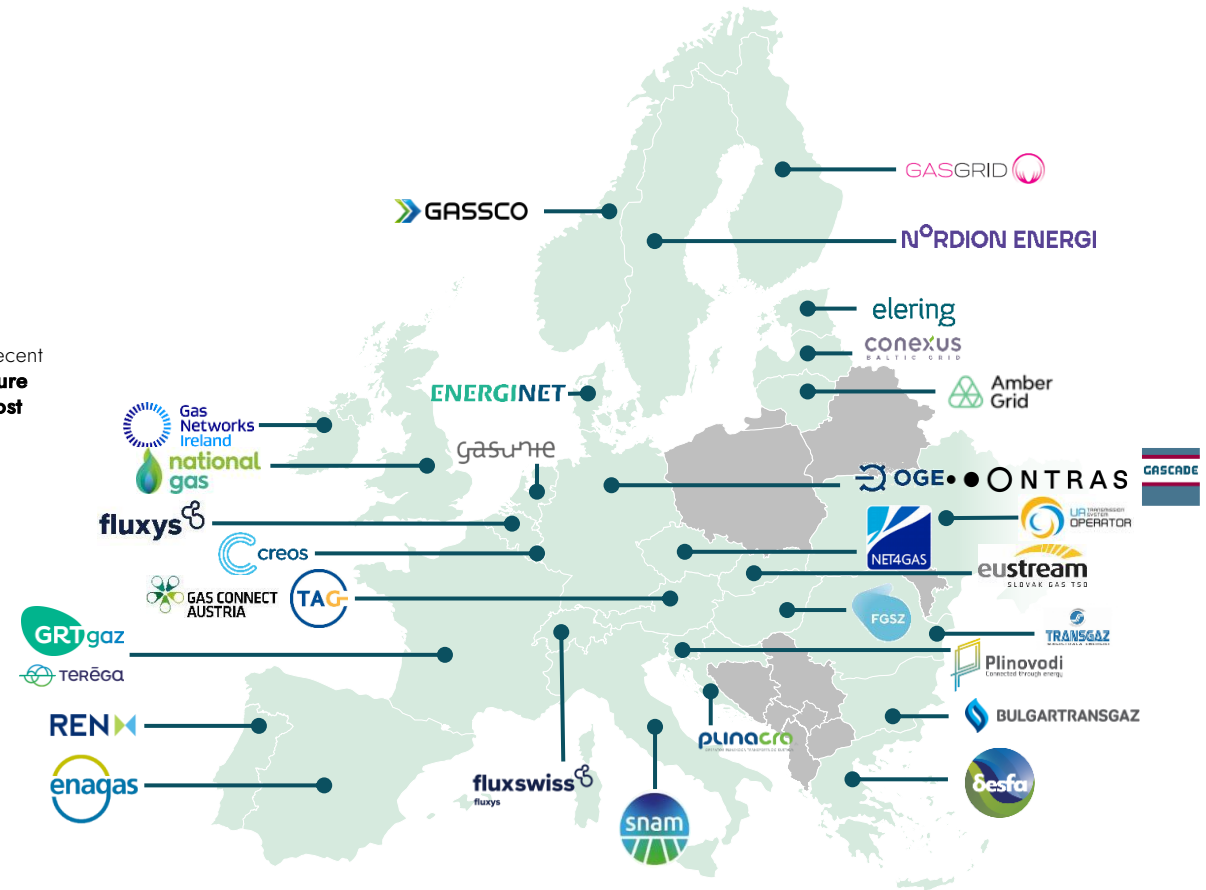 GASGRID
GASSCO
NORDION ENERGI
elering
conexus
BALTIC GRID
ecent
ure
ost
Amber
Grid
ENERGINET
Gas
Networks
Ireland
national
gas
gasunie
OGE
ONTRAS
GASCADE
fluxys
UA TRANSMISSION
SYSTEM
OPERATOR
creos
NET4GAS
eustream
SLOVAK GAS TSO
GAS CONNECT
AUSTRIA
TAG
FGSZ
GRTgaz
TERĒGA
TRANSGAZ
Plinovodi
Connected through energy
REN
BULGARTRANSGAZ
plinacro
enagas
fluxswiss
fluxys
desfa
snam